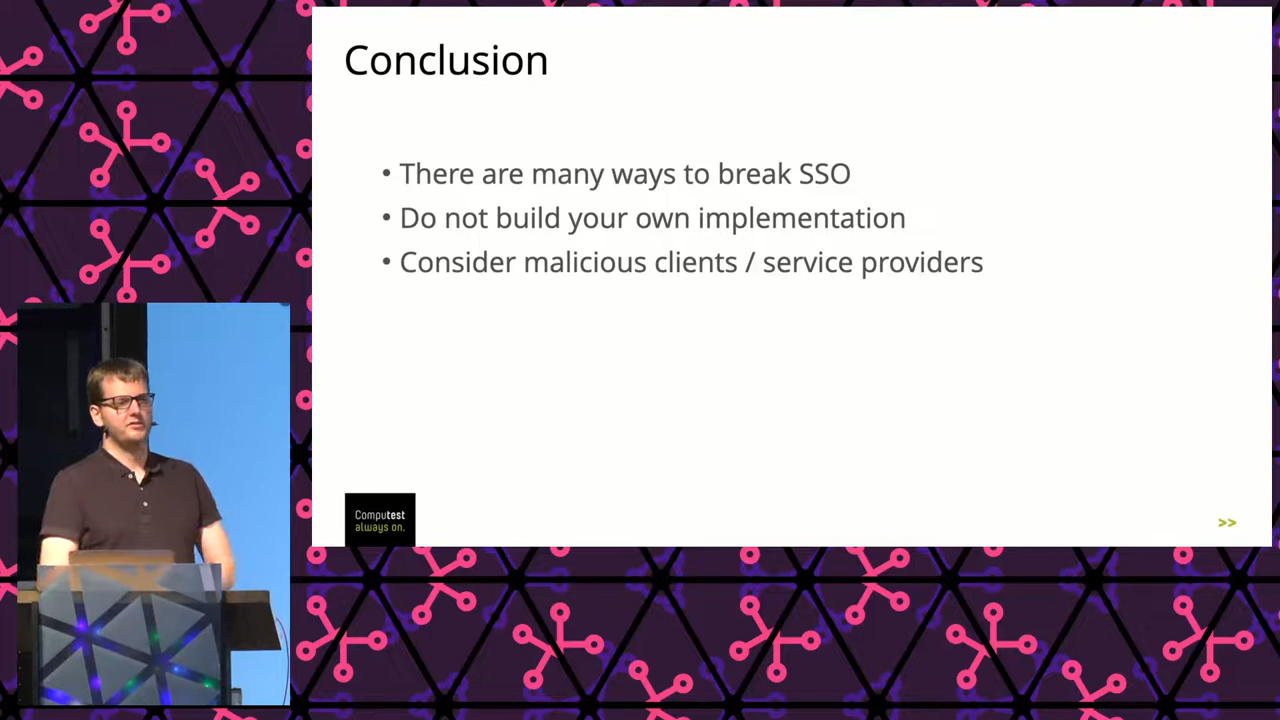 Conclusion
• There are many ways to break SSO
• Do not build your own implementation
• Consider malicious clients / service providers
Computest
always on.
>>